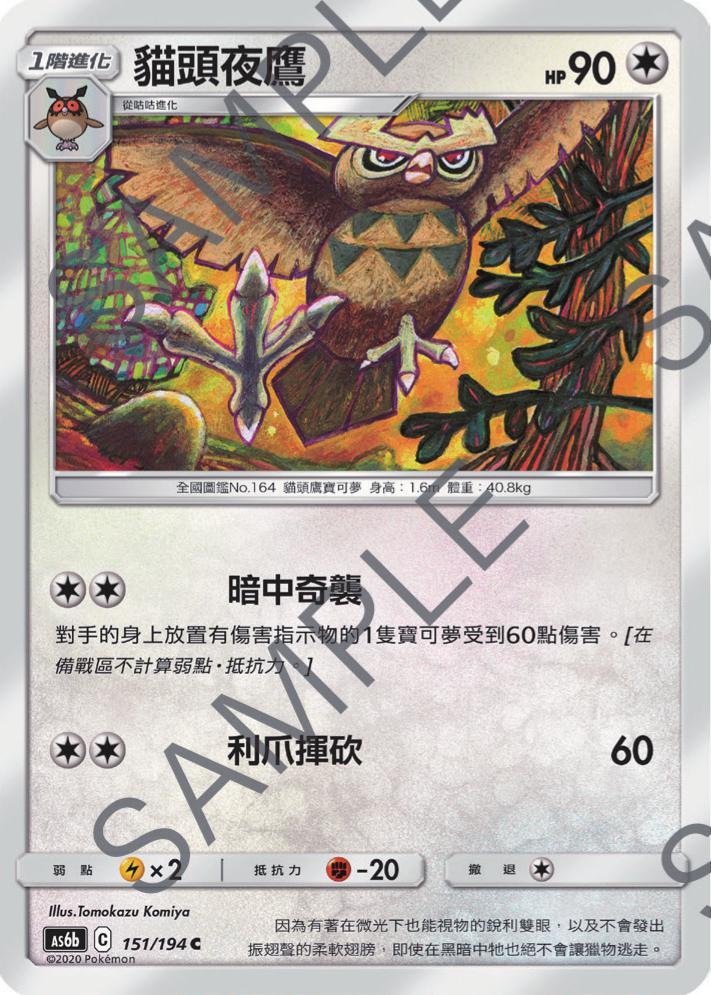 1階進化
貓頭夜鷹
HP 90
從咕咕進化
全國圖鑑No.164 貓頭鷹寶可夢 身高：1.6m 體重：40.8kg
暗中奇襲
對手的身上放置有傷害指示物的1隻寶可夢受到60點傷害。[在
備戰區不計算弱點・抵抗力。]
利爪揮砍 60
弱點 ×2 抵抗力 -20 撤退
Illus.Tomokazu Komiya
AS6b C 151/194 C
©2020 Pokémon
因為有著在微光下也能視物的銳利雙眼，以及不會發出
振翅聲的柔軟翅膀，即使在黑暗中牠也絕不會讓獵物逃走。
SAMPLE
SAMPLE